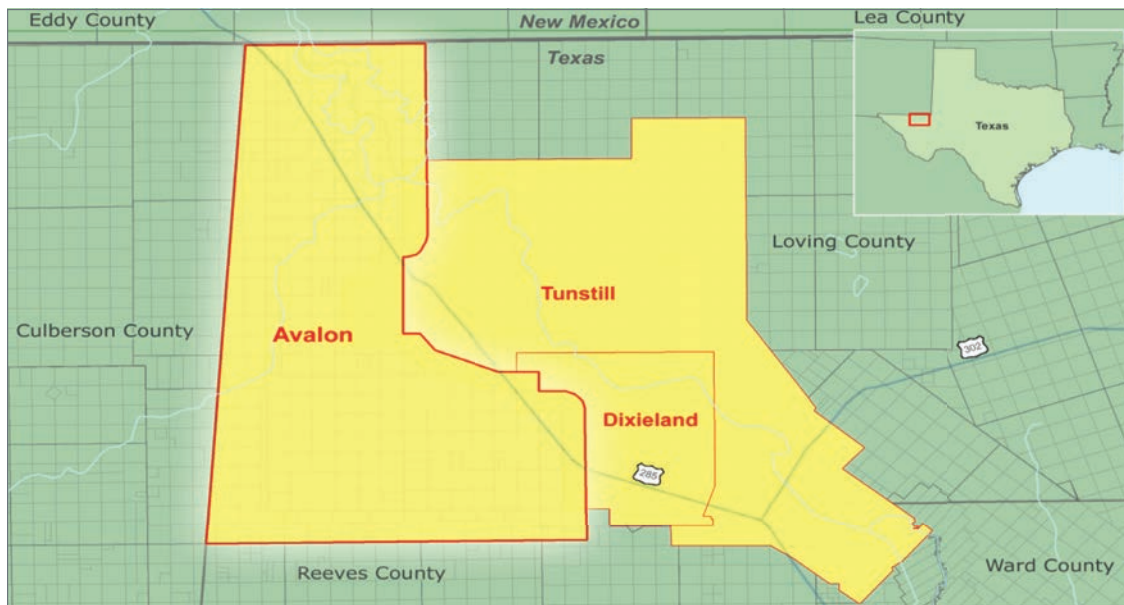 Eddy County
New Mexico
Lea County
Texas
Texas
Loving County
Tunstill
Culberson County
Avalon
302
Dixieland
285
Reeves County
Ward County